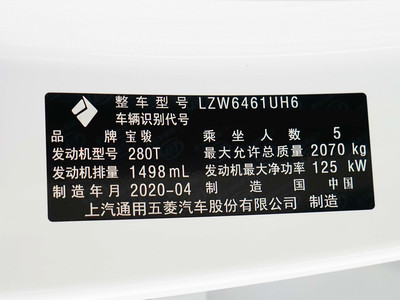 整车型号 LZW6461UH6
车辆识别代号
品牌 宝骏 乘坐人数 5
发动机型号 280T 最大允许总质量 2070 kg
发动机排量 1498 mL 发动机最大净功率 125 kW
制造年月 2020-04 制造国 中国
上汽通用五菱汽车股份有限公司 制造